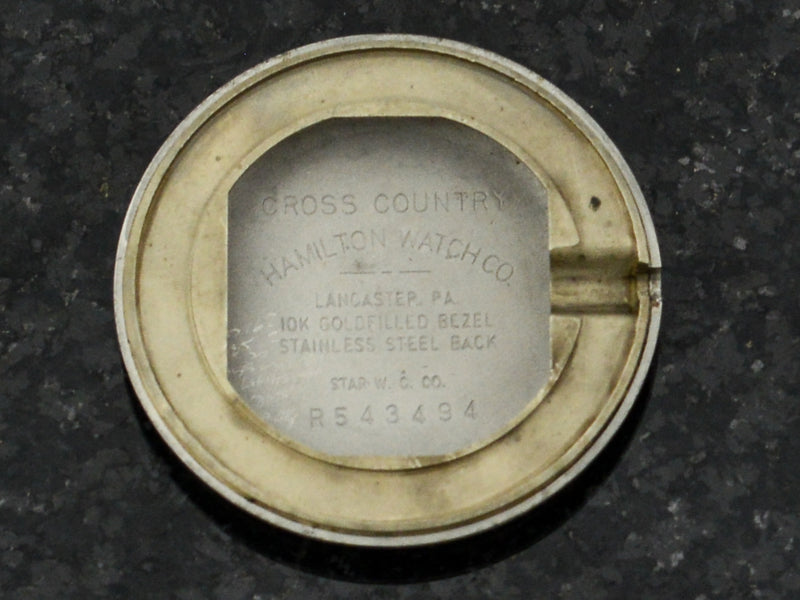 CROSS COUNTRY
HAMILTON WATCH CO.
LANCASTER, PA.
10K GOLDFILLED BEZEL
STAINLESS STEEL BACK
STAR W. C. CO.
R543494